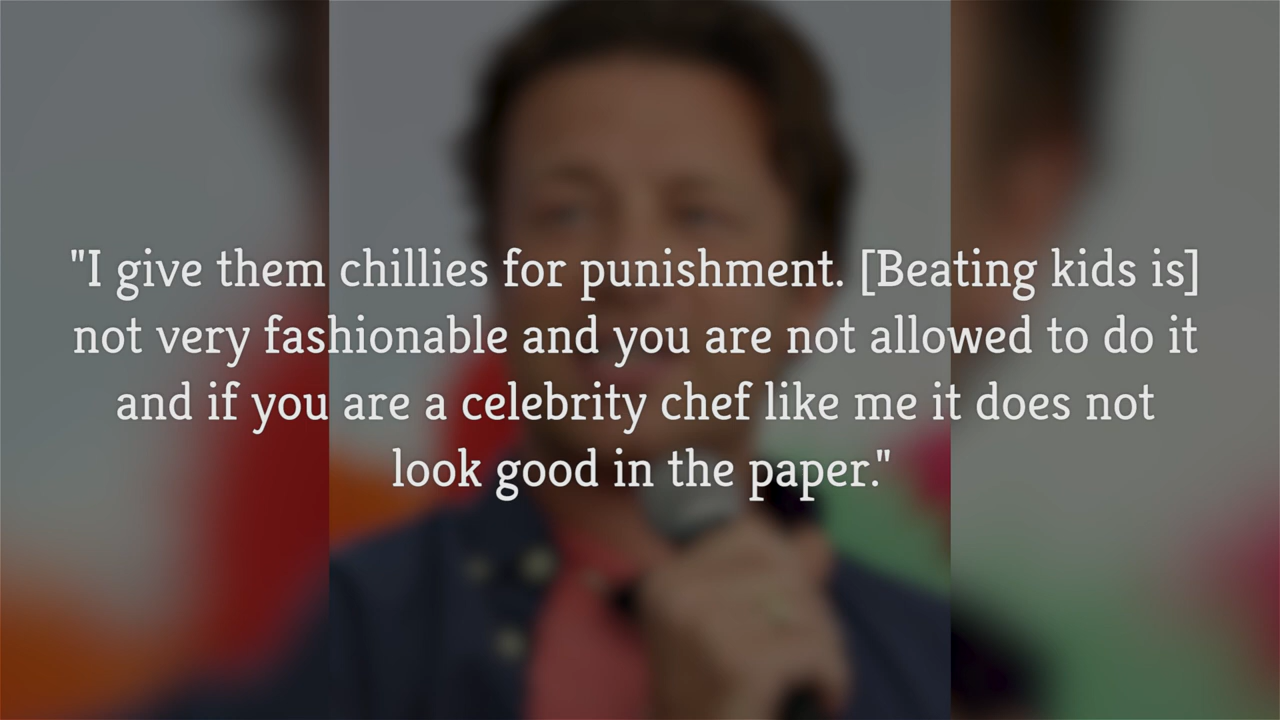 "I give them chillies for punishment. [Beating kids is]
not very fashionable and you are not allowed to do it
and if you are a celebrity chef like me it does not
look good in the paper."